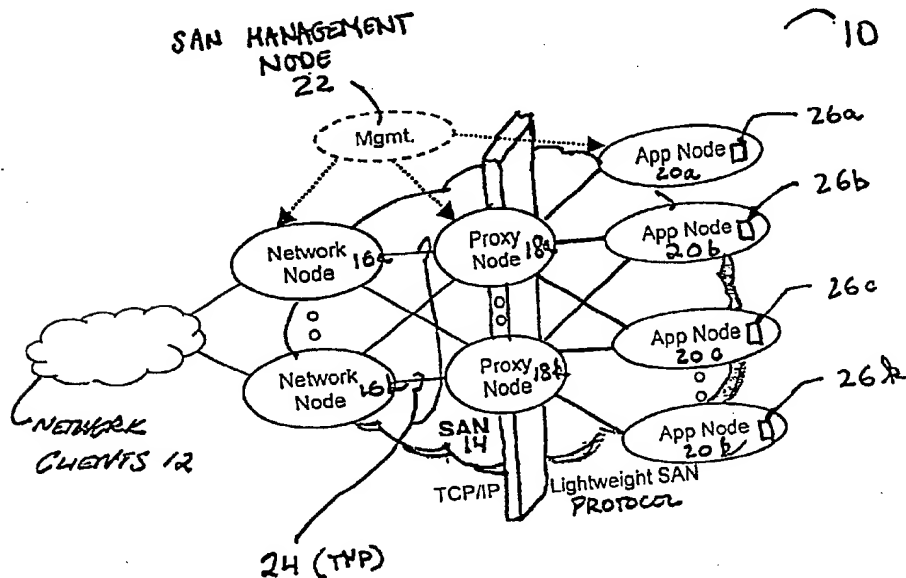 SAN MANAGEMENT
NODE
22
10
Mgmt.
App Node
20a
26a
App Node
20b
26b
Network
Node 16a
Proxy
Node 18a
App Node
20c
26c
Network
Node 16b
Proxy
Node 18b
App Node
20k
26k
NETWORK
CLIENTS 12
SAN
14
TCP/IP
Lightweight SAN
PROTOCOL
24 (TYP)